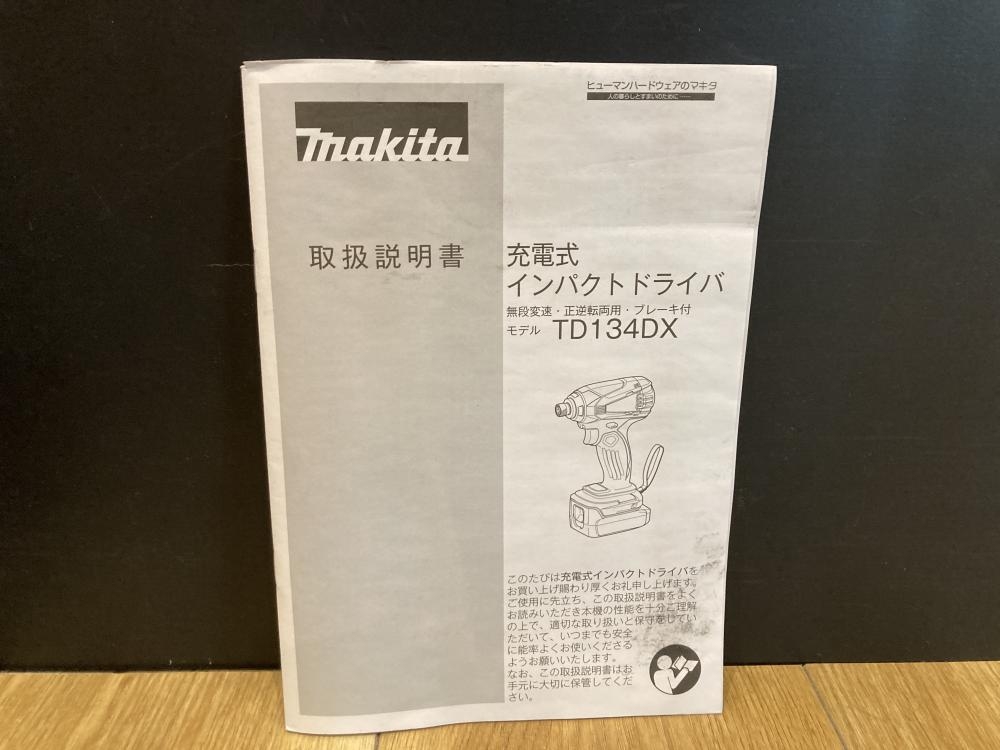 ヒューマンハードウェアのマキタ
人の暮らしとすまいのために……
makita
取扱説明書
充電式
インパクトドライバ
無段変速・正逆転両用・ブレーキ付
モデル TD134DX
このたびは充電式インパクトドライバを
お買い上げ賜わり厚くお礼申し上げます。
ご使用に先立ち、この取扱説明書をよく
お読みいただき本機の性能を十分ご理解
の上で、適切な取り扱いと保守をしてい
ただいて、いつまでも安全
に能率よくお使いくださる
ようお願いいたします。
なお、この取扱説明書はお
手元に大切に保管してくだ
さい。